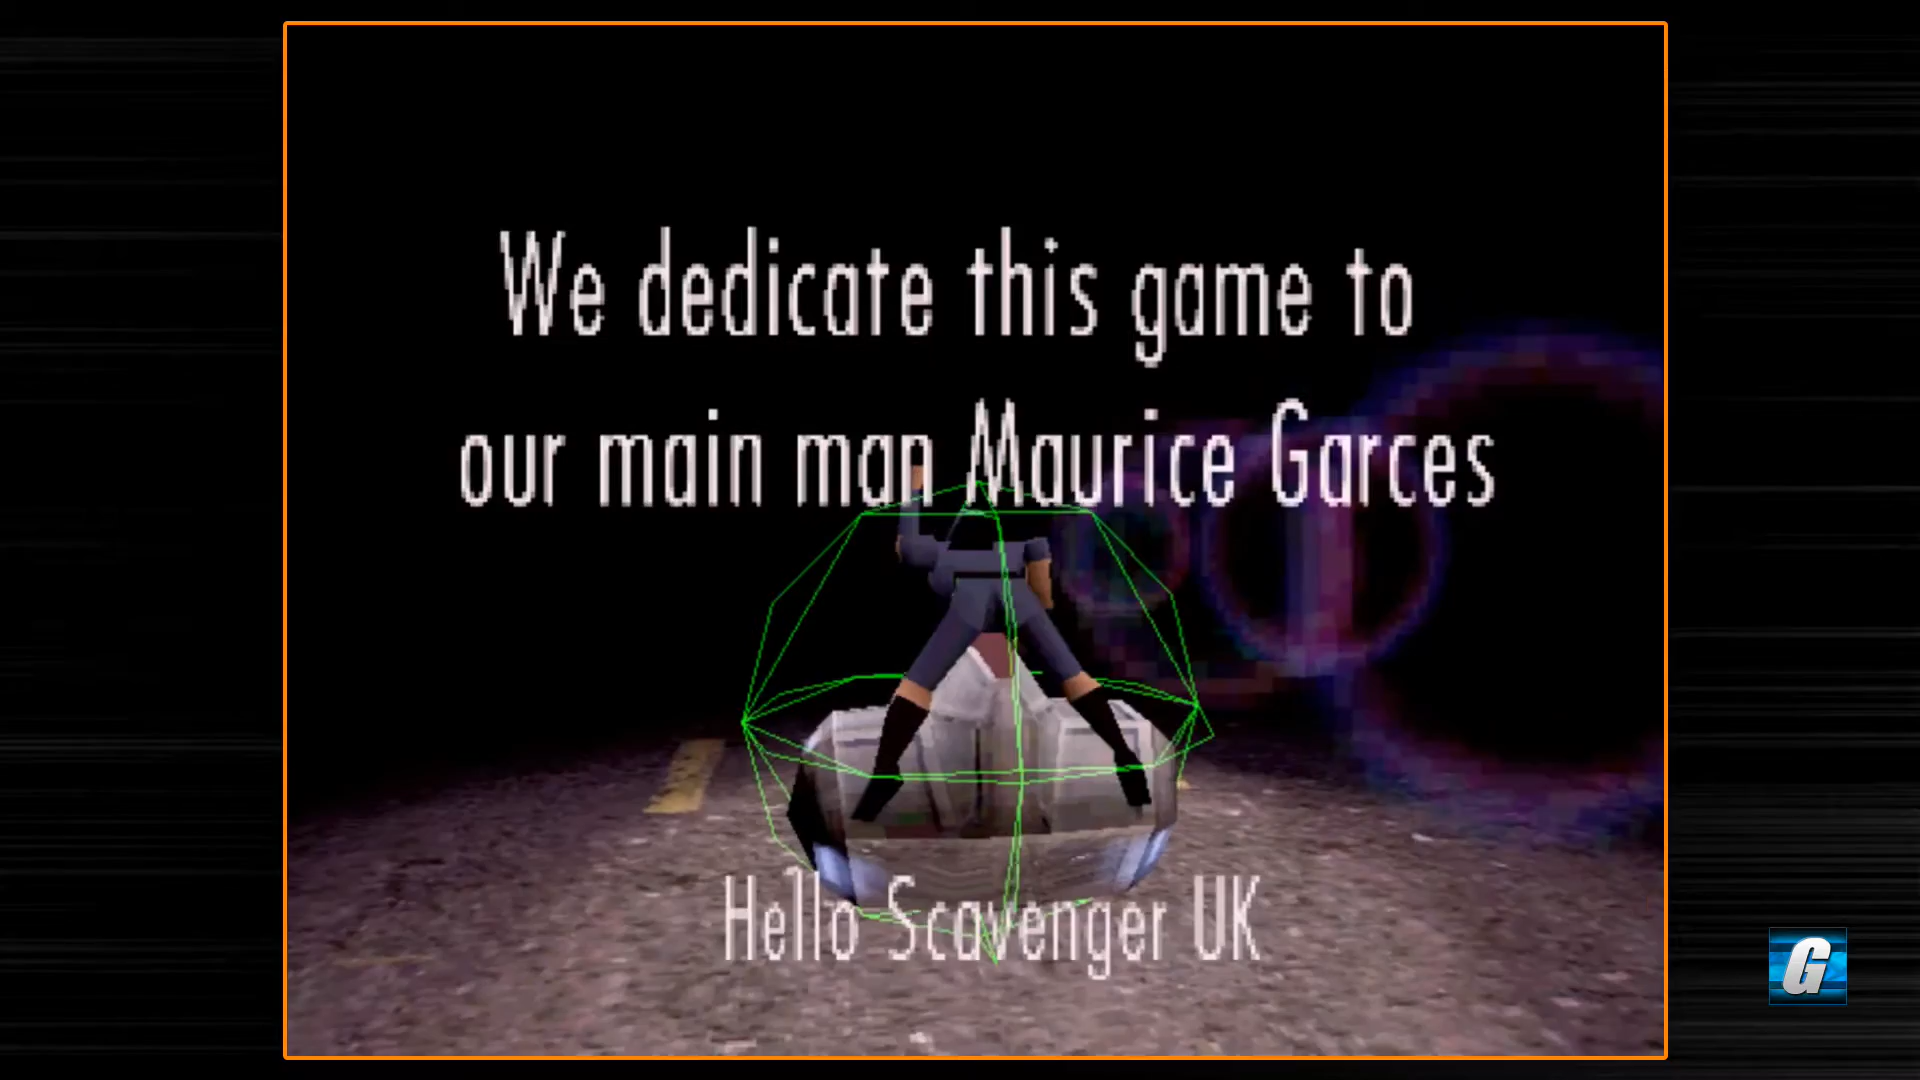 We dedicate this game to
our main man Maurice Garces
Hello Scavenger UK
G